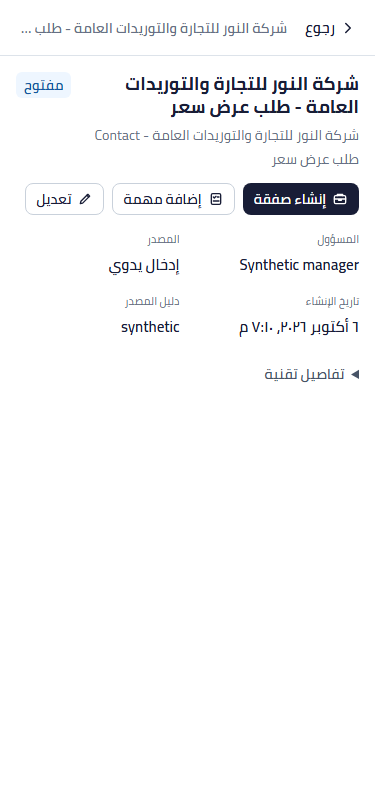 رجوع
شركة النور للتجارة والتوريدات العامة - طلب ...
شركة النور للتجارة والتوريدات العامة - طلب عرض سعر
مفتوح
شركة النور للتجارة والتوريدات العامة - Contact
طلب عرض سعر
إنشاء صفقة
إضافة مهمة
تعديل
المسؤول
المصدر
Synthetic manager
إدخال يدوي
تاريخ الإنشاء
دليل المصدر
٦ أكتوبر ٢٠٢٦، ٧:١٠ م
synthetic
تفاصيل تقنية